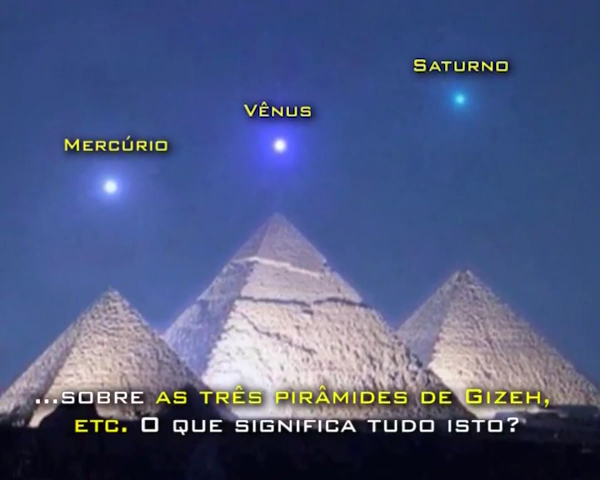 Saturno
Vênus
Mercúrio
...sobre as três pirâmides de Gizeh,
etc. O que significa tudo isto?